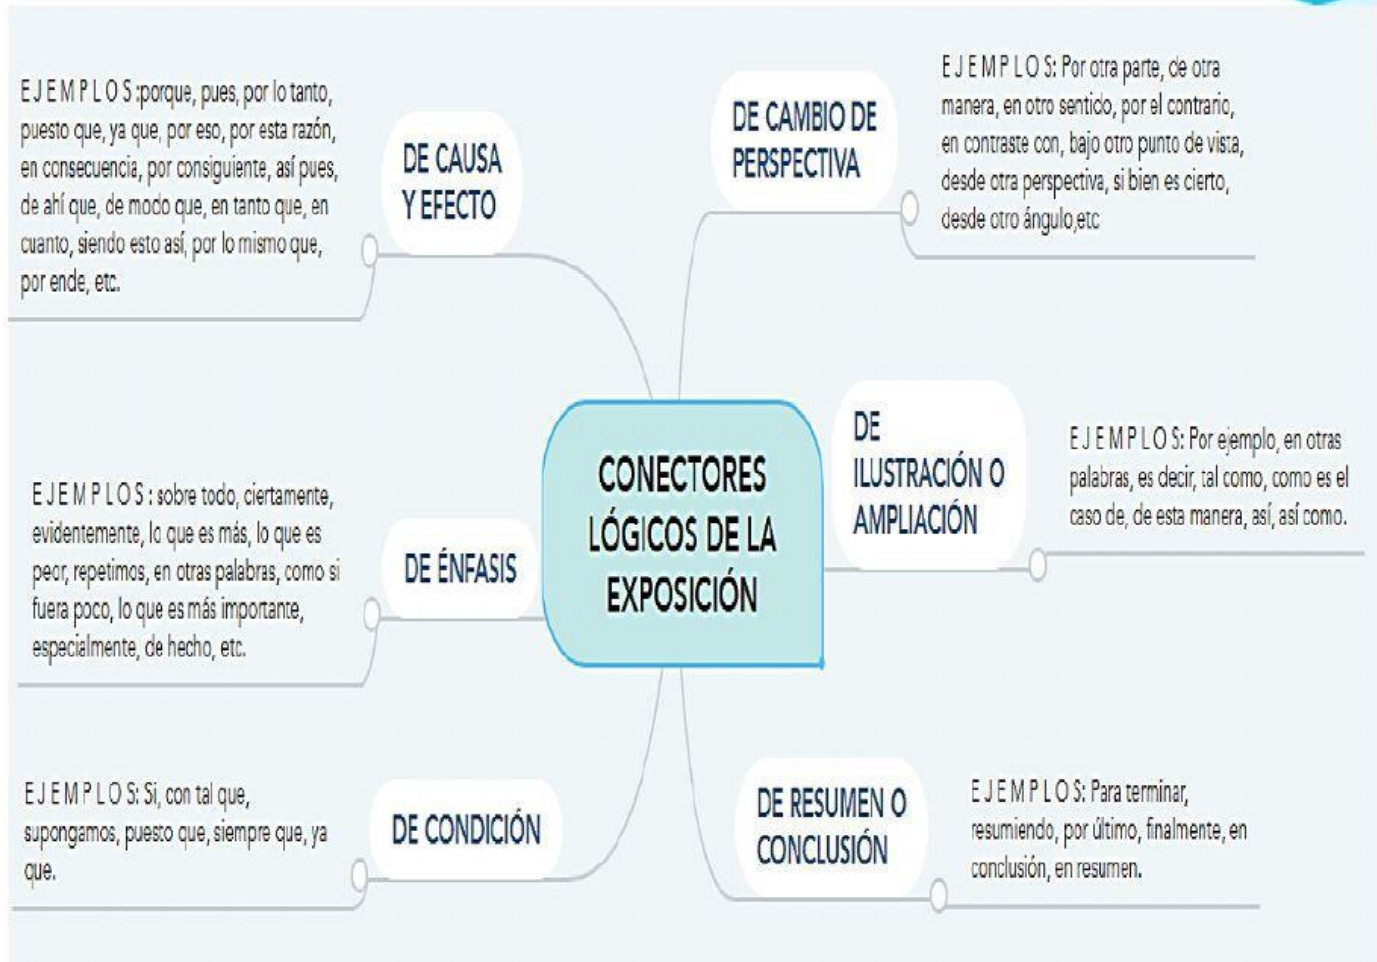 CONECTORES
LÓGICOS DE LA
EXPOSICIÓN
DE CAUSA
Y EFECTO
E J E M P L O S :porque, pues, por lo tanto,
puesto que, ya que, por eso, por esta razón,
en consecuencia, por consiguiente, así pues,
de ahí que, de modo que, en tanto que, en
cuanto, siendo esto así, por lo mismo que,
por ende, etc.
DE ÉNFASIS
E J E M P L O S : sobre todo, ciertamente,
evidentemente, lo que es más, lo que es
peor, repetimos, en otras palabras, como si
fuera poco, lo que es más importante,
especialmente, de hecho, etc.
DE CONDICIÓN
E J E M P L O S: Si, con tal que,
supongamos, puesto que, siempre que, ya
que.
DE CAMBIO DE
PERSPECTIVA
E J E M P L O S: Por otra parte, de otra
manera, en otro sentido, por el contrario,
en contraste con, bajo otro punto de vista,
desde otra perspectiva, si bien es cierto,
desde otro ángulo,etc
DE
ILUSTRACIÓN O
AMPLIACIÓN
E J E M P L O S: Por ejemplo, en otras
palabras, es decir, tal como, como es el
caso de, de esta manera, así, así como.
DE RESUMEN O
CONCLUSIÓN
E J E M P L O S: Para terminar,
resumiendo, por último, finalmente, en
conclusión, en resumen.